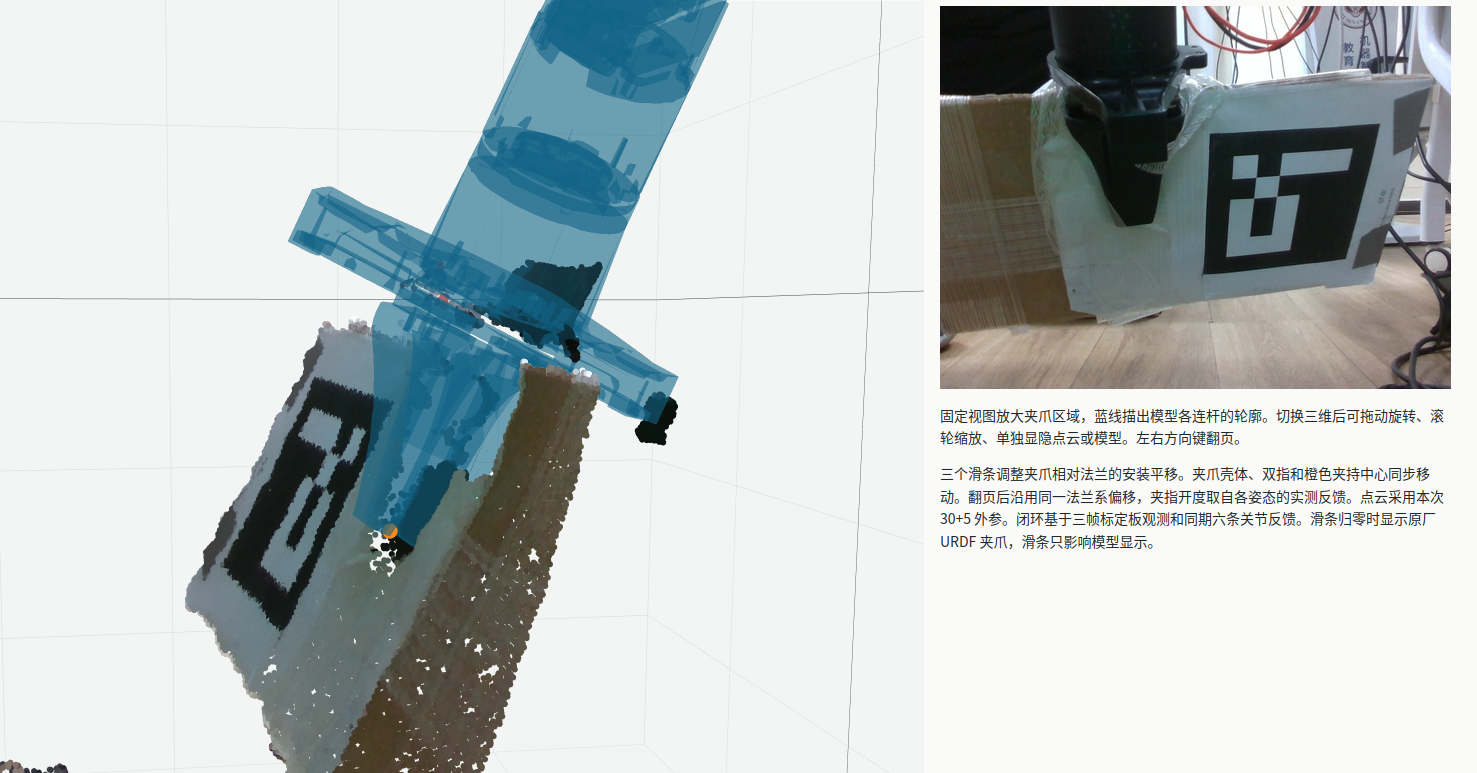 教育
机器
固定视图放大夹爪区域，蓝线描出模型各连杆的轮廓。切换三维后可拖动旋转、滚
轮缩放、单独显隐点云或模型。左右方向键翻页。
三个滑条调整夹爪相对法兰的安装平移。夹爪壳体、双指和橙色夹持中心同步移
动。翻页后沿用同一法兰系偏移，夹指开度取自各姿态的实测反馈。点云采用本次
30+5 外参。闭环基于三帧标定板观测和同期六条关节反馈。滑条归零时显示原厂
URDF 夹爪，滑条只影响模型显示。